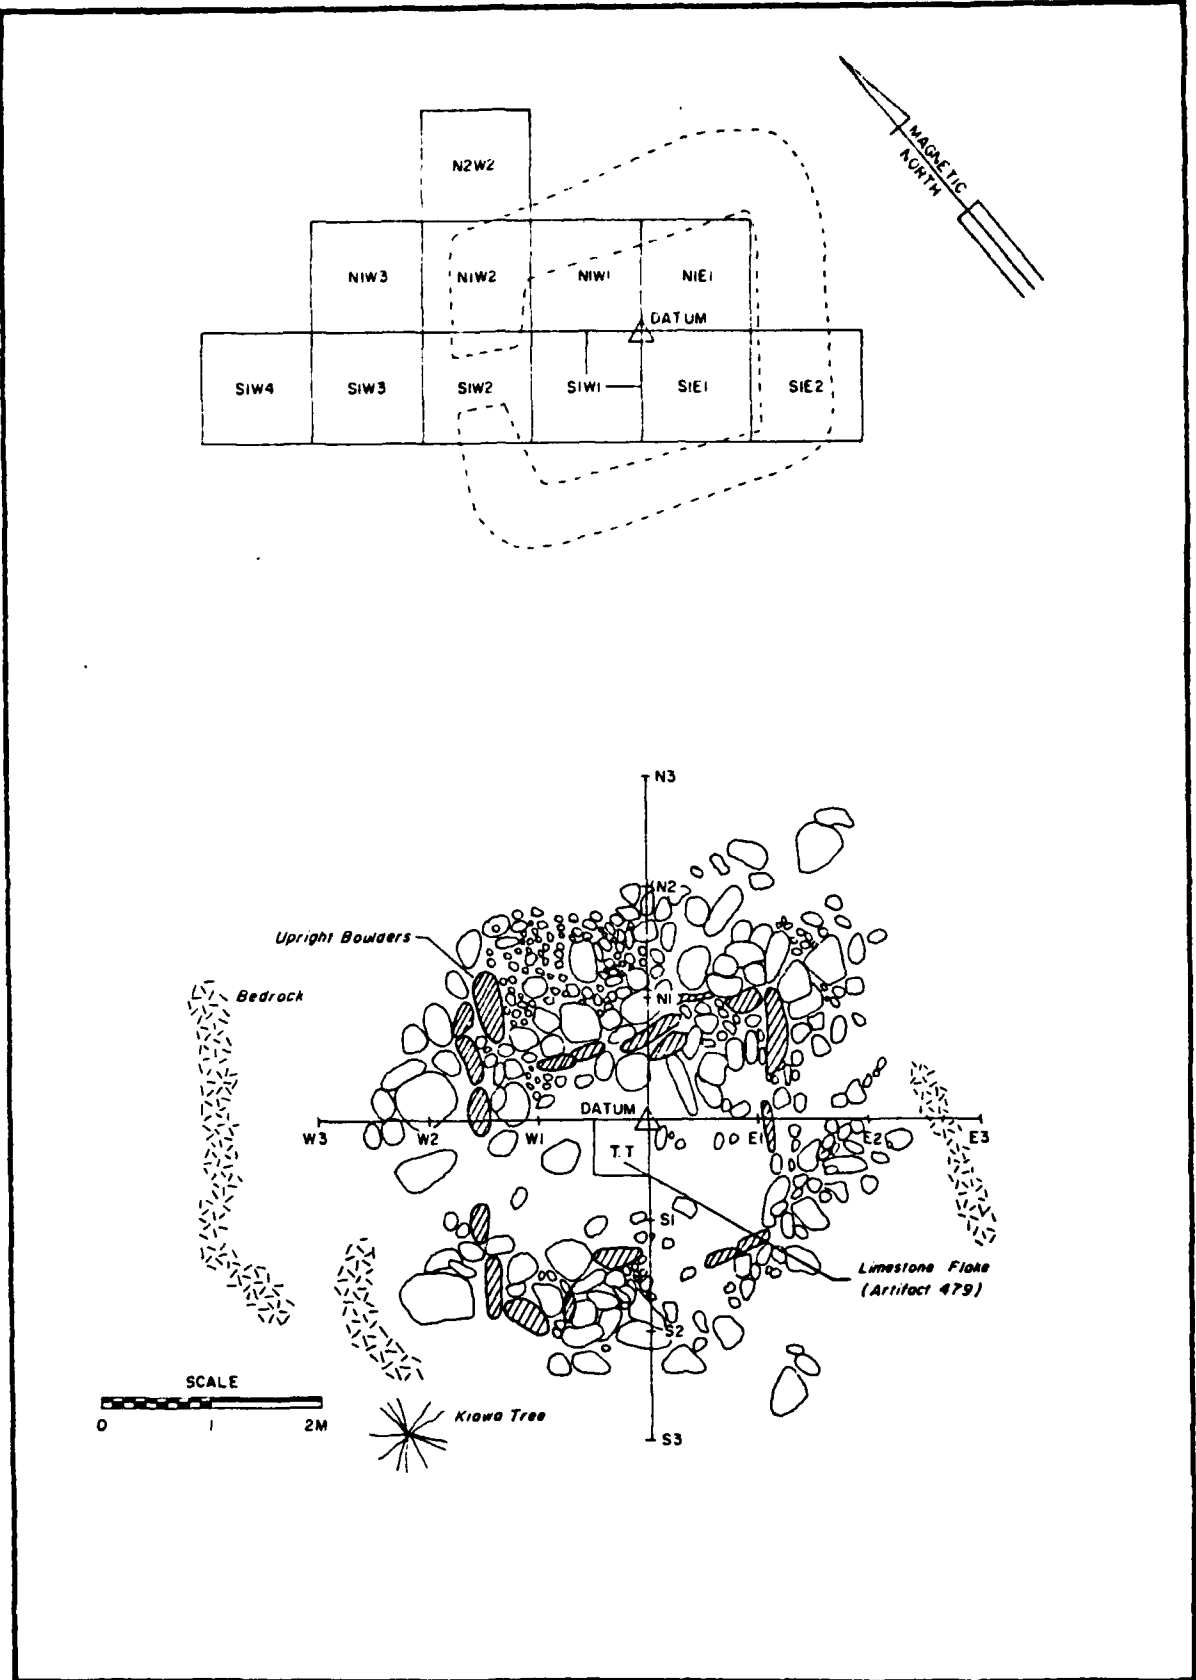 MAGNETIC
NORTH
N2W2
N1W3
N1W2
N1W1
N1E1
DATUM
S1W4
S1W3
S1W2
S1W1
S1E1
S1E2
N3
N2
Upright Boulders
Bedrock
N1
DATUM
W3
W2
W1
T.T
E1
E2
E3
S1
Limestone Flake
(Artifact 479)
S2
SCALE
0 1 2M
Kiawe Tree
S3